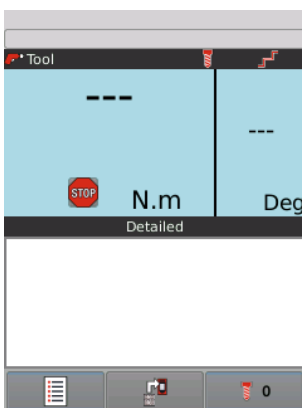 Tool
---
---
STOP
N.m
Deg
Detailed
0